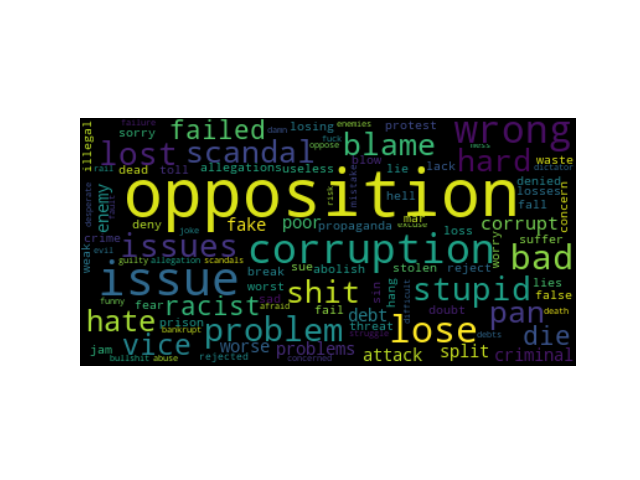 failure enemies
illegal sorry failed losing protest wrong
damn fuck oppose blame
lost scandal hard waste
dead toll allegations useless blow lie lack dictator
desperate enemy opposition risk mistake hell denied losses
fall concern
deny fake poor propaganda mar excuse corrupt
joke loss suffer
crime issues corruption worry bad
weak evil guilty allegation scandals sue abolish stolen reject
issue break worst shit sin hang difficult stupid lies
funny fear racist sad afraid false
hate prison problem fail debt lose doubt pan death
bankrupt threat struggle debts die
jam vice worse problems attack split criminal
bullshit abuse rejected concerned